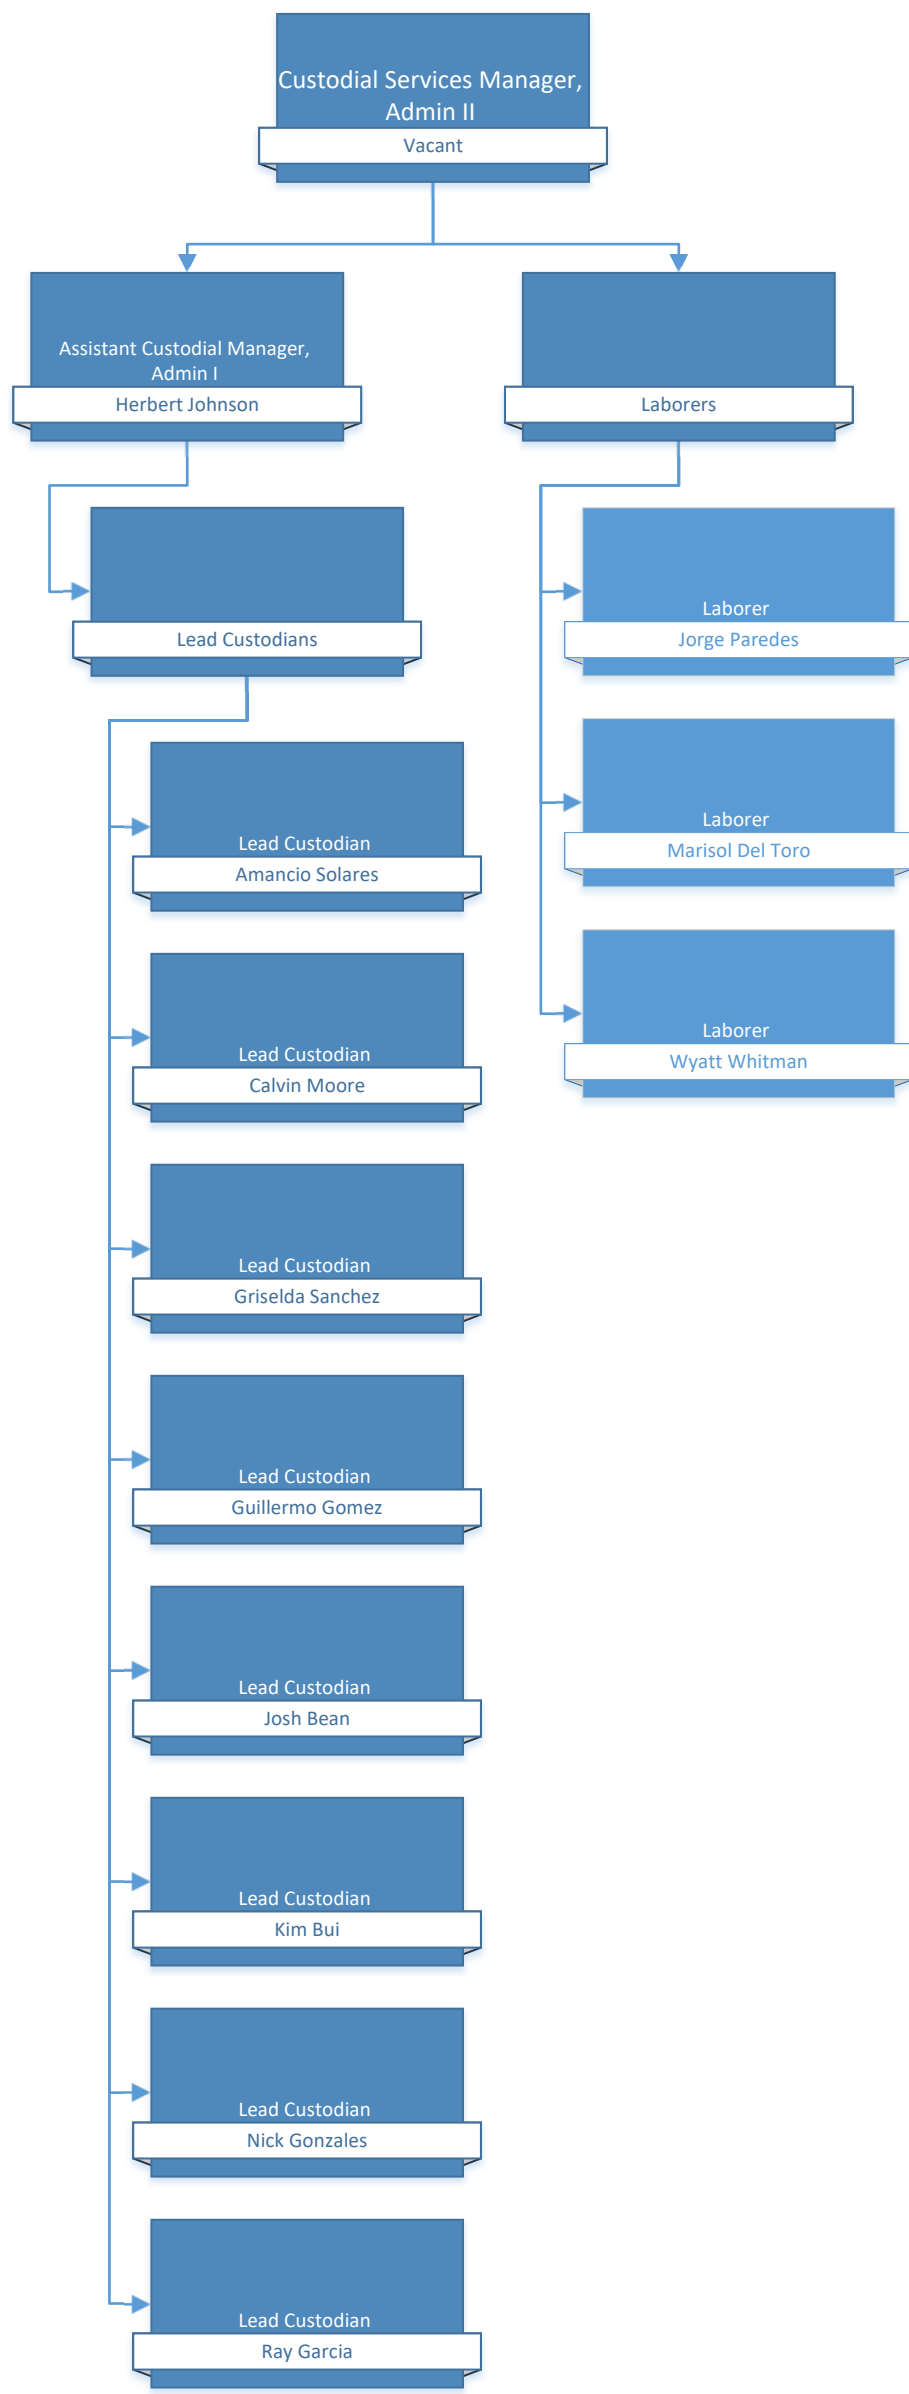 Custodial Services Manager,
Admin II
Vacant
Assistant Custodial Manager,
Admin I
Herbert Johnson
Laborers
Lead Custodians
Laborer
Jorge Paredes
Laborer
Marisol Del Toro
Laborer
Wyatt Whitman
Lead Custodian
Amancio Solares
Lead Custodian
Calvin Moore
Lead Custodian
Griselda Sanchez
Lead Custodian
Guillermo Gomez
Lead Custodian
Josh Bean
Lead Custodian
Kim Bui
Lead Custodian
Nick Gonzales
Lead Custodian
Ray Garcia